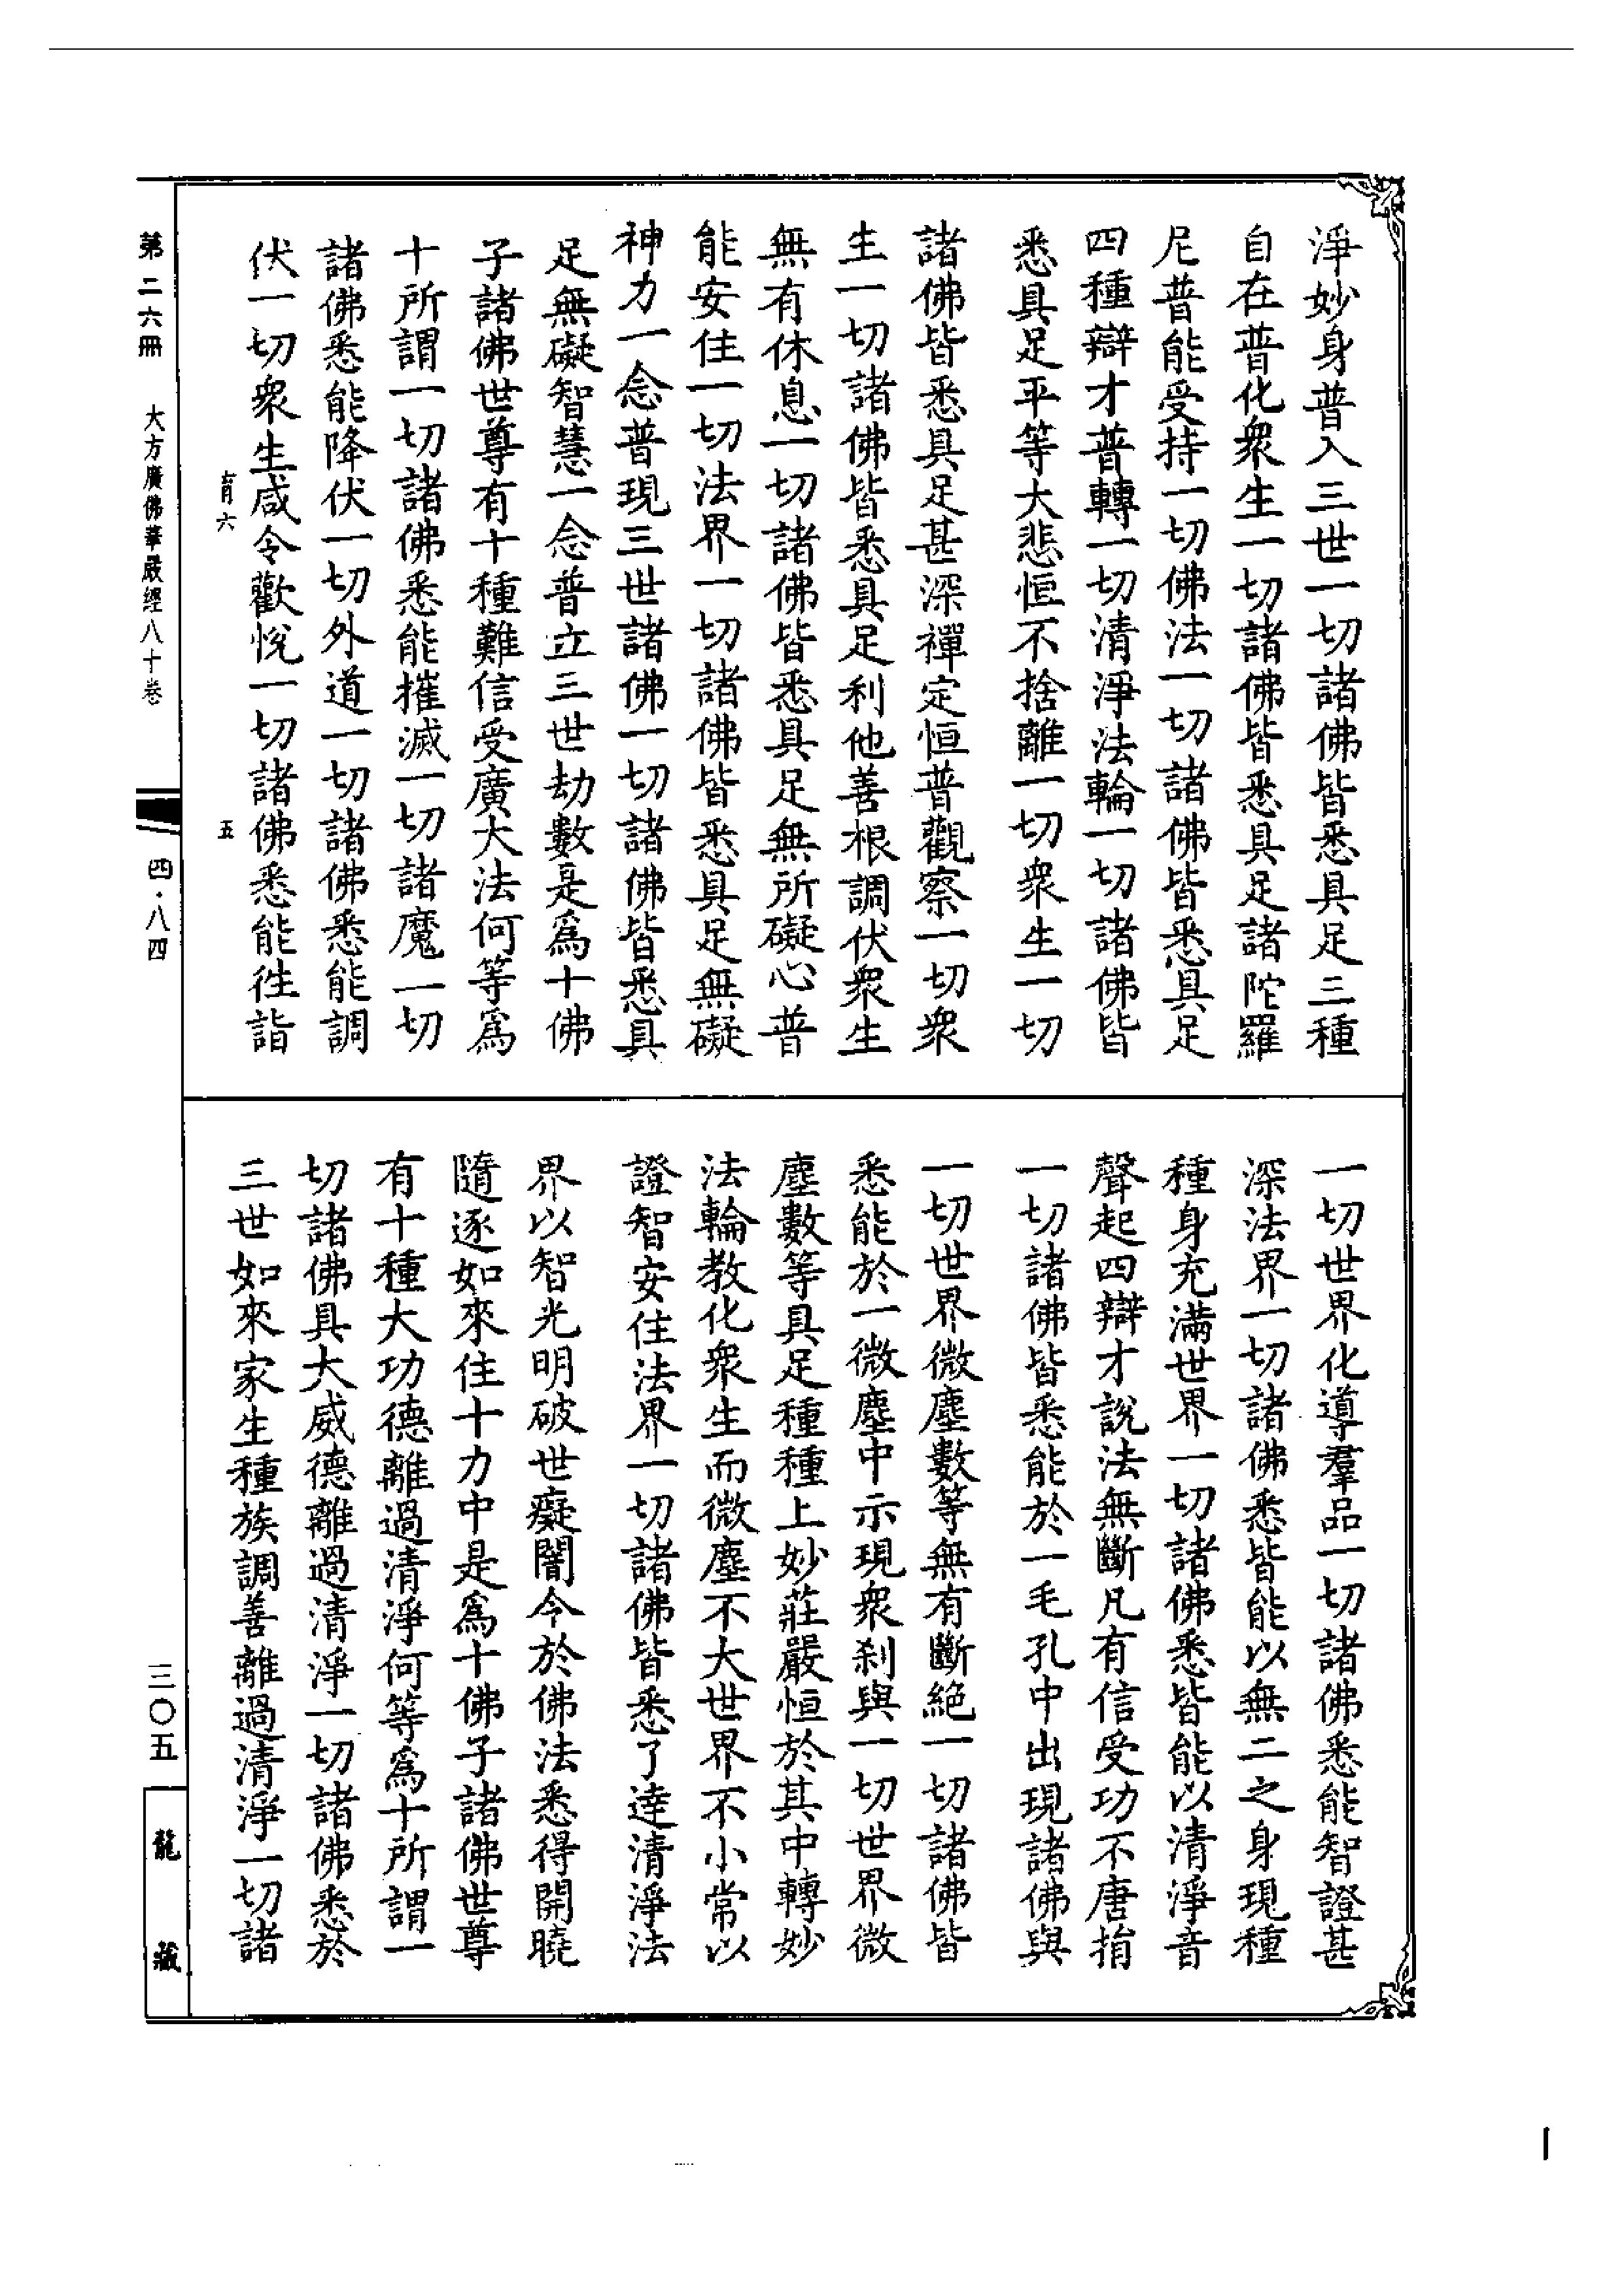 淨妙身普入三世一切諸佛皆悉具足三種
自在普化衆生一切諸佛皆悉具足諸陀羅
尼普能受持一切佛法一切諸佛皆悉具足
四種辯才普轉一切清淨法輪一切諸佛皆
悉具足平等大悲恒不捨離一切衆生一切
諸佛皆悉具足甚深禪定恒普觀察一切衆
生一切諸佛皆悉具足利他善根調伏衆生
無有休息一切諸佛皆悉具足無所礙心普
能安住一切法界一切諸佛皆悉具足無礙
神力一念普現三世諸佛一切諸佛皆悉具
足無礙智慧一念普立三世劫數是爲十佛
子諸佛世尊有十種難信受廣大法何等爲
十所謂一切諸佛悉能摧滅一切諸魔一切
諸佛悉能降伏一切外道一切諸佛悉能調
伏一切衆生咸令歡悅一切諸佛悉能往詣
育六 五
一切世界化導羣品一切諸佛悉能智證甚
深法界一切諸佛悉皆能以無二之身現種
種身充滿世界一切諸佛悉皆能以清淨音
聲起四辯才說法無斷凡有信受功不唐捐
一切諸佛皆悉能於一毛孔中出現諸佛與
一切世界微塵數等無有斷絕一切諸佛皆
悉能於一微塵中示現衆刹與一切世界微
塵數等具足種種上妙莊嚴恒於其中轉妙
法輪教化衆生而微塵不大世界不小常以
證智安住法界一切諸佛皆悉了達清淨法
界以智光明破世癡闇令於佛法悉得開曉
隨逐如來住十力中是爲十佛子諸佛世尊
有十種大功德離過清淨何等爲十所謂一
切諸佛具大威德離過清淨一切諸佛悉於
三世如來家生種族調善離過清淨一切諸
第二六冊 大方廣佛華嚴經八十卷 四·八四 三〇五 龍藏